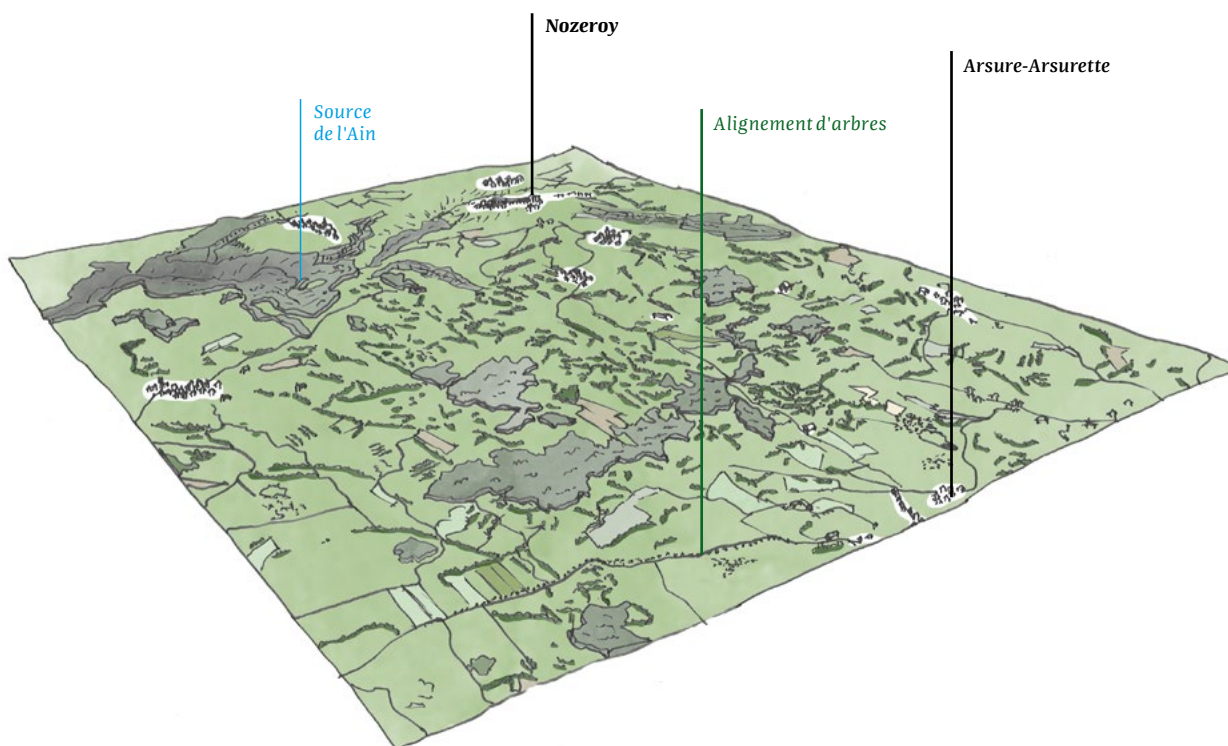 Nozeroy
Arsure-Arsurette
Source
de l'Ain
Alignement d'arbres